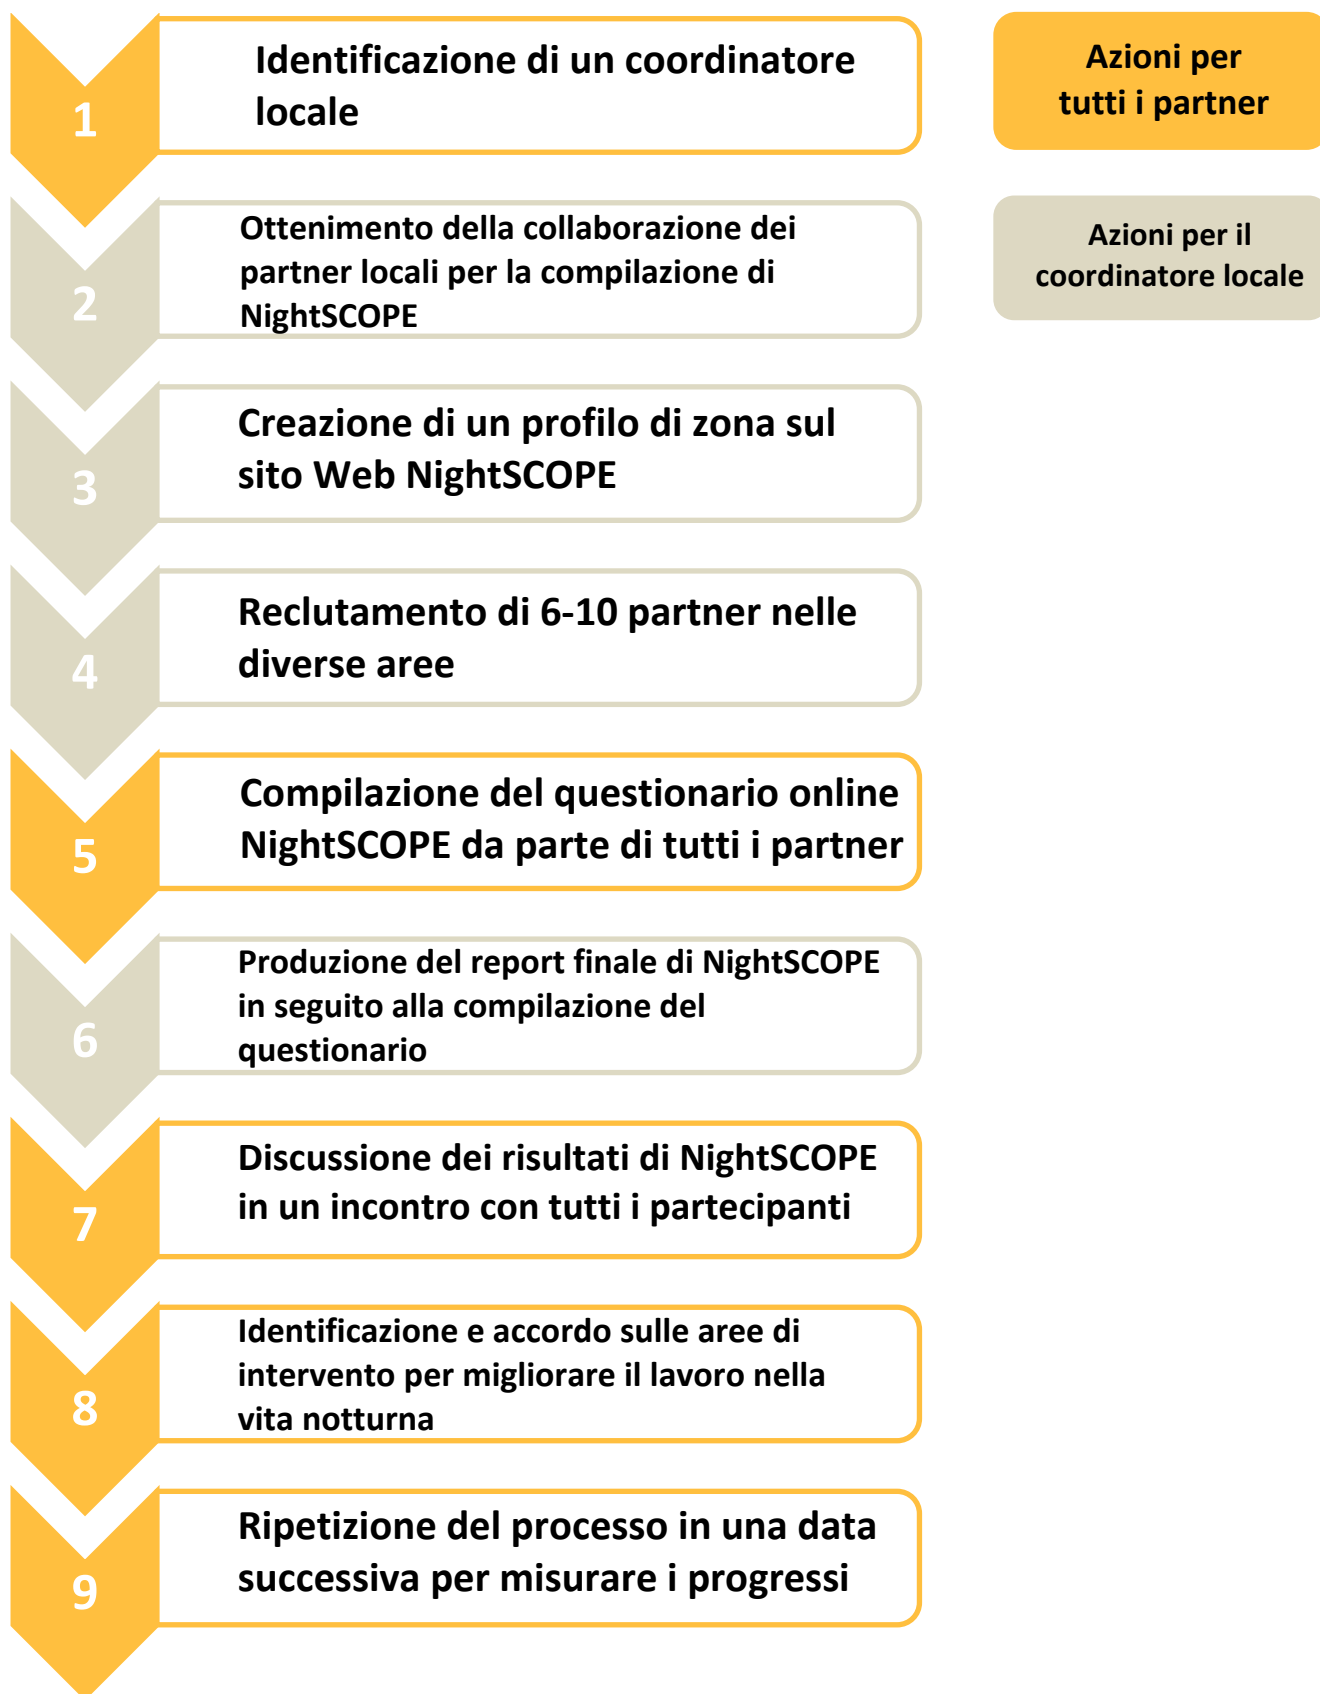 1
Identificazione di un coordinatore
locale
Azioni per
tutti i partner
2
Ottenimento della collaborazione dei
partner locali per la compilazione di
NightSCOPE
Azioni per il
coordinatore locale
3
Creazione di un profilo di zona sul
sito Web NightSCOPE
4
Reclutamento di 6-10 partner nelle
diverse aree
5
Compilazione del questionario online
NightSCOPE da parte di tutti i partner
6
Produzione del report finale di NightSCOPE
in seguito alla compilazione del
questionario
7
Discussione dei risultati di NightSCOPE
in un incontro con tutti i partecipanti
8
Identificazione e accordo sulle aree di
intervento per migliorare il lavoro nella
vita notturna
9
Ripetizione del processo in una data
successiva per misurare i progressi